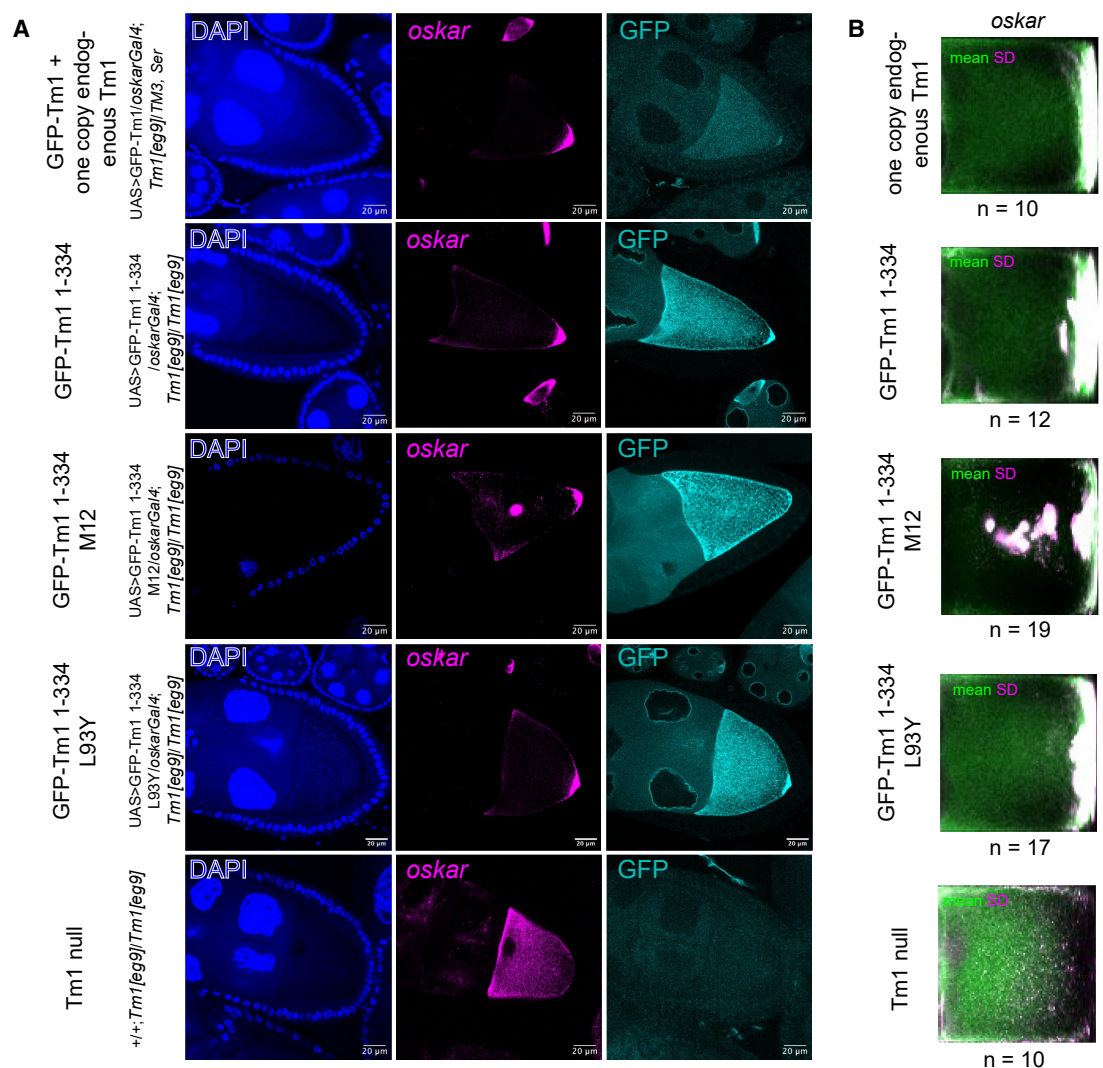 A
B
oskar
GFP-Tm1 +
one copy endog-
enous Tm1
UAS>GFP-Tm1/oskarGal4;
Tm1[eg9]/TM3, Ser
DAPI
oskar
GFP
20 µm
20 µm
20 µm
one copy endog-
enous Tm1
mean SD
n = 10
GFP-Tm1 1-334
UAS>GFP-Tm1 1-334
/oskarGal4;
Tm1[eg9]/Tm1[eg9]
DAPI
oskar
GFP
20 µm
20 µm
20 µm
GFP-Tm1 1-334
mean SD
n = 12
GFP-Tm1 1-334
M12
UAS>GFP-Tm1 1-334
M12/oskarGal4;
Tm1[eg9]/Tm1[eg9]
DAPI
oskar
GFP
20 µm
20 µm
20 µm
GFP-Tm1 1-334
M12
mean SD
n = 19
GFP-Tm1 1-334
L93Y
UAS>GFP-Tm1 1-334
L93Y/oskarGal4;
Tm1[eg9]/Tm1[eg9]
DAPI
oskar
GFP
20 µm
20 µm
20 µm
GFP-Tm1 1-334
L93Y
mean SD
n = 17
Tm1 null
+/+;Tm1[eg9]/Tm1[eg9]
DAPI
oskar
GFP
20 µm
20 µm
20 µm
Tm1 null
mean SD
n = 10